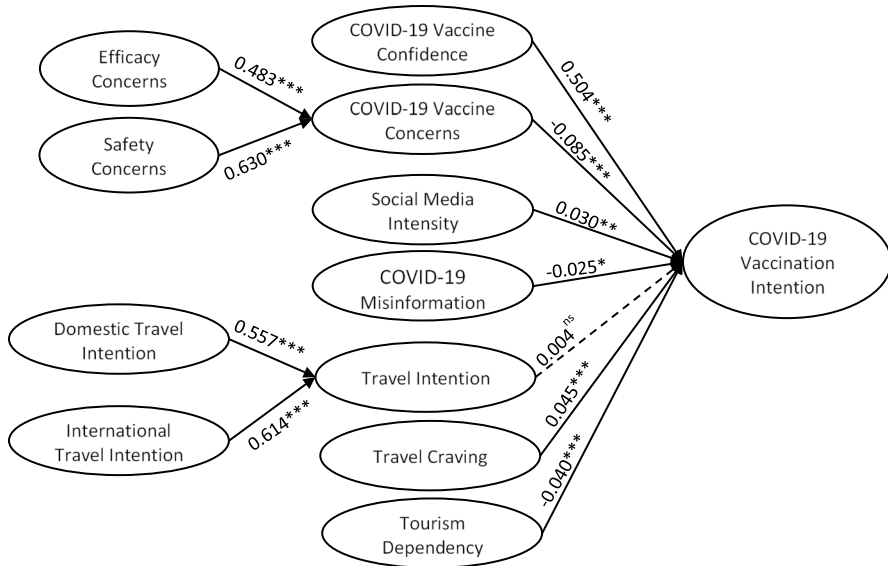 COVID-19 Vaccine
Confidence
Efficacy
Concerns
0.483***
0.504***
COVID-19 Vaccine
Concerns
Safety
Concerns
0.630***
-0.085***
Social Media
Intensity
0.030**
COVID-19
Vaccination
Intention
COVID-19
Misinformation
-0.025*
Domestic Travel
Intention
0.557***
0.004 ns
Travel Intention
International
Travel Intention
0.614***
0.045***
Travel Craving
-0.040***
Tourism
Dependency